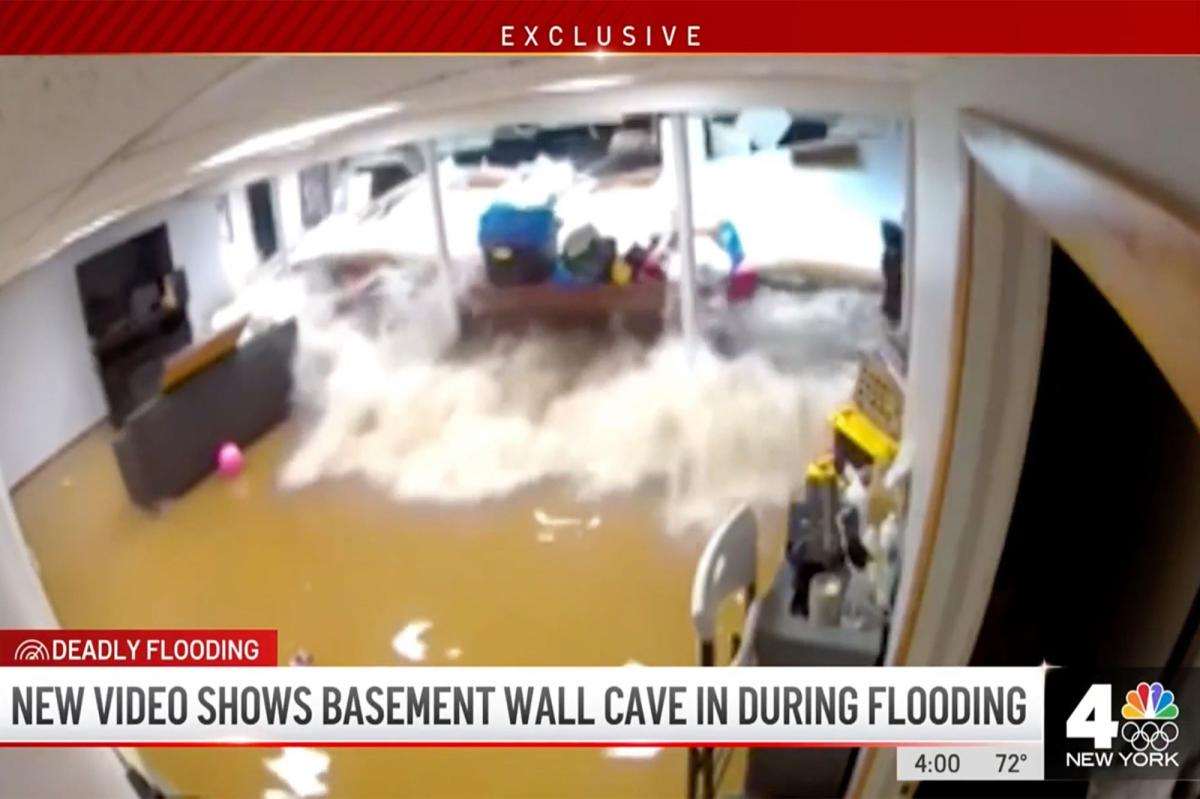 EXCLUSIVE
DEADLY FLOODING
NEW VIDEO SHOWS BASEMENT WALL CAVE IN DURING FLOODING
4
NEW YORK
4:00 72°